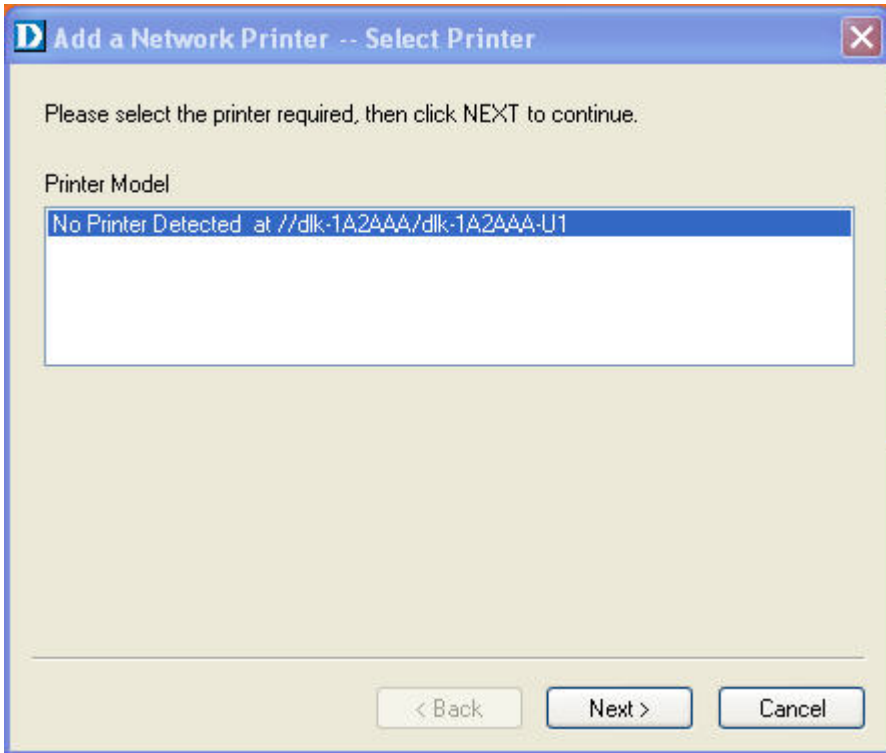 D Add a Network Printer -- Select Printer
Please select the printer required, then click NEXT to continue.
Printer Model
No Printer Detected  at //dlk-1A2AAA/dlk-1A2AAA-U1
< Back
Next >
Cancel